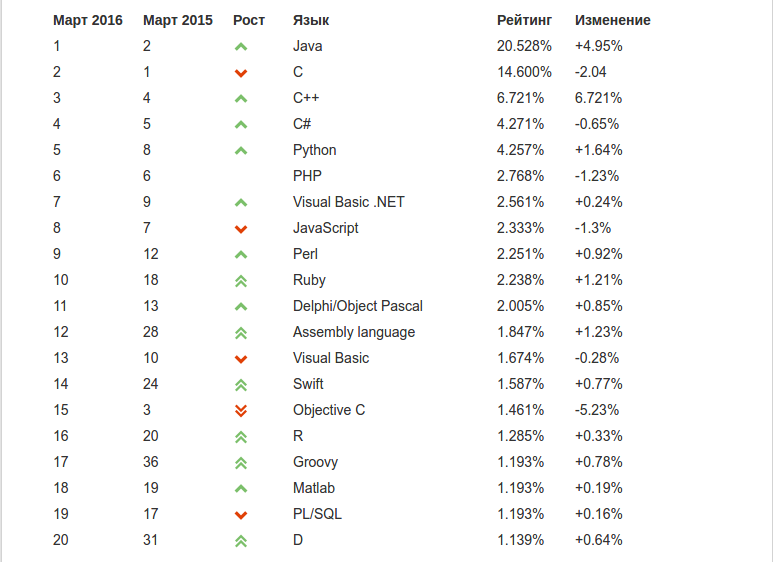 Март 2016 Март 2015 Рост Язык Рейтинг Изменение
1 2 Java 20.528% +4.95%
2 1 C 14.600% -2.04
3 4 C++ 6.721% 6.721%
4 5 C# 4.271% -0.65%
5 8 Python 4.257% +1.64%
6 6 PHP 2.768% -1.23%
7 9 Visual Basic .NET 2.561% +0.24%
8 7 JavaScript 2.333% -1.3%
9 12 Perl 2.251% +0.92%
10 18 Ruby 2.238% +1.21%
11 13 Delphi/Object Pascal 2.005% +0.85%
12 28 Assembly language 1.847% +1.23%
13 10 Visual Basic 1.674% -0.28%
14 24 Swift 1.587% +0.77%
15 3 Objective C 1.461% -5.23%
16 20 R 1.285% +0.33%
17 36 Groovy 1.193% +0.78%
18 19 Matlab 1.193% +0.19%
19 17 PL/SQL 1.193% +0.16%
20 31 D 1.139% +0.64%